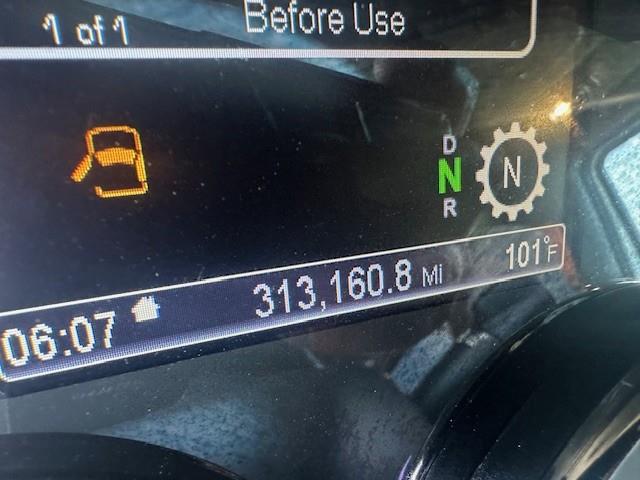 1 of 1 Before Use
D
N N
R
06:07 313,160.8 Mi 101°F